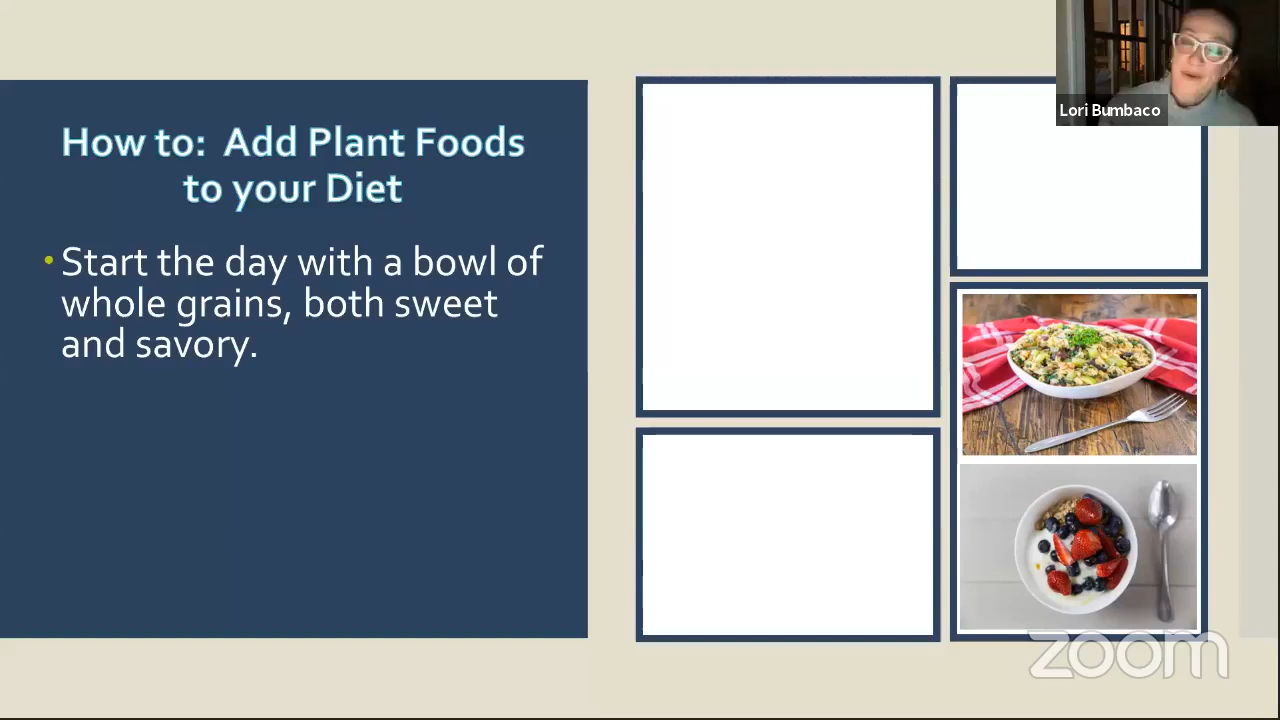 Lori Bumbaco
How to:  Add Plant Foods
to your Diet
• Start the day with a bowl of
whole grains, both sweet
and savory.
zoom